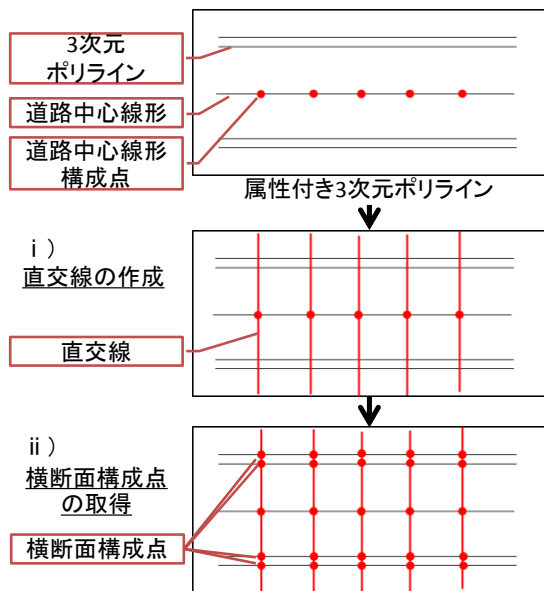 3次元
ポリライン
道路中心線形
道路中心線形
構成点
属性付き3次元ポリライン
ⅰ）
直交線の作成
直交線
ⅱ）
横断面構成点
の取得
横断面構成点